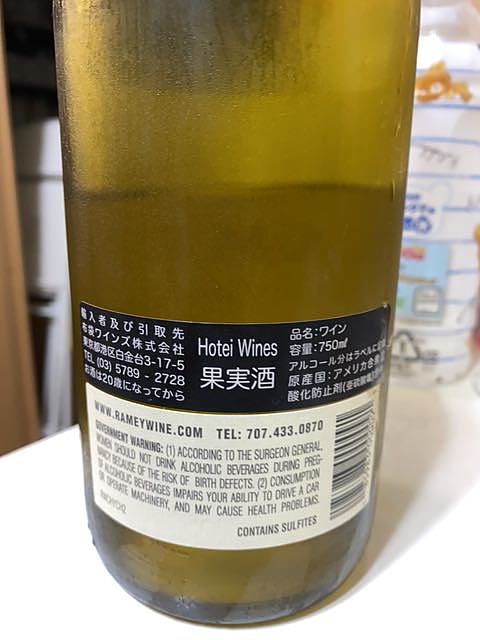 輸入者及び引取先
布袋ワインズ株式会社
東京都港区白金台3-17-5
TEL (03) 5789 - 2728
お酒は20歳になってから
Hotei Wines
果実酒
品名:ワイン
容量:750㎖
アルコール分はラベルに
原産国:アメリカ合衆
酸化防止剤(亜硫酸
WWW.RAMEYWINE.COM TEL: 707.433.0870
GOVERNMENT WARNING: (1) ACCORDING TO THE SURGEON GENERAL,
WOMEN SHOULD NOT DRINK ALCOHOLIC BEVERAGES DURING PREG-
NANCY BECAUSE OF THE RISK OF BIRTH DEFECTS. (2) CONSUMPTION
OF ALCOHOLIC BEVERAGES IMPAIRS YOUR ABILITY TO DRIVE A CAR
OR OPERATE MACHINERY, AND MAY CAUSE HEALTH PROBLEMS.
CONTAINS SULFITES